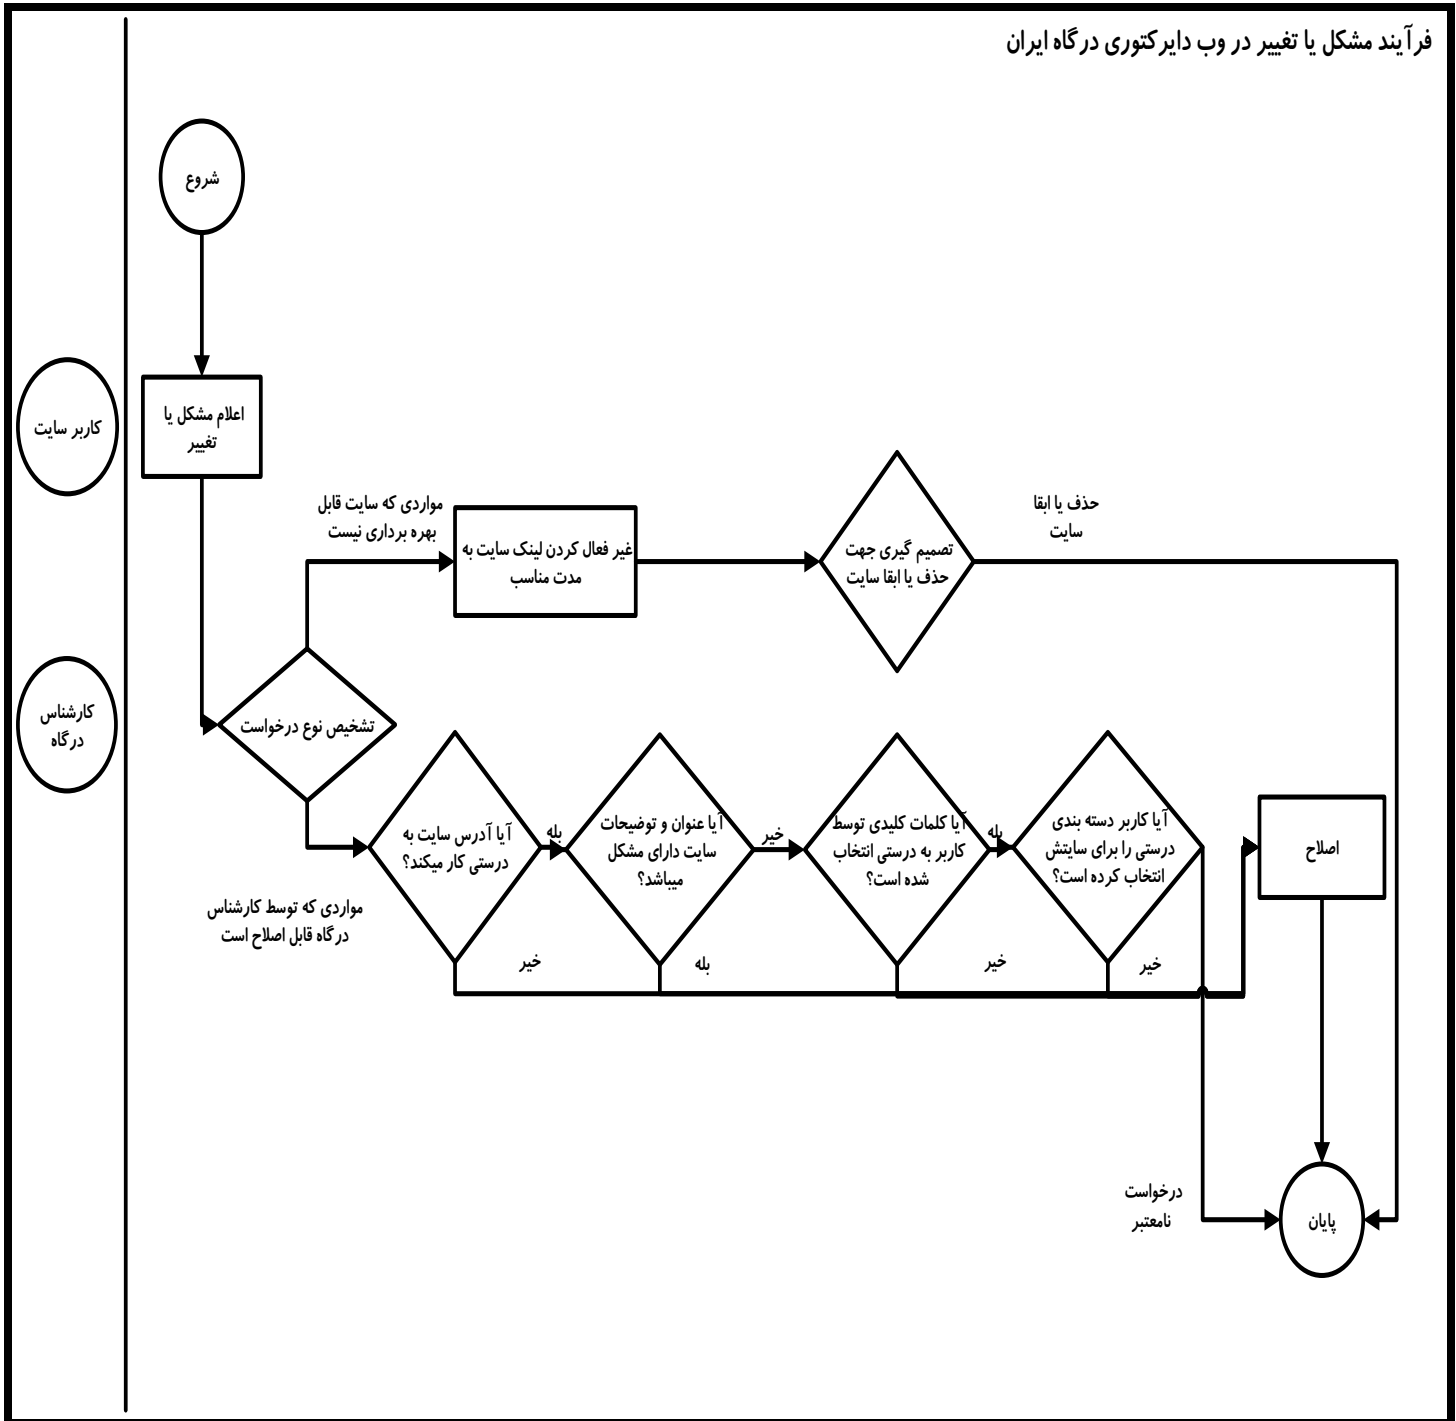 فرآیند مشکل یا تغییر در وب دایرکتوری درگاه ایران
شروع
کاربر سایت
اعلام مشکل یا
تغییر
مواردی که سایت قابل
بهره برداری نیست
غیر فعال کردن لینک سایت به
مدت مناسب
تصمیم گیری جهت
حذف یا ابقا سایت
حذف یا ابقا
سایت
کارشناس
درگاه
تشخیص نوع درخواست
مواردی که توسط کارشناس
درگاه قابل اصلاح است
آیا آدرس سایت به
درستی کار میکند؟
بله
خیر
آیا عنوان و توضیحات
سایت دارای مشکل
میباشد؟
خیر
بله
آیا کلمات کلیدی توسط
کاربر به درستی انتخاب
شده است؟
بله
خیر
آیا کاربر دسته بندی
درستی را برای سایتش
انتخاب کرده است؟
خیر
اصلاح
درخواست
نامعتبر
پایان